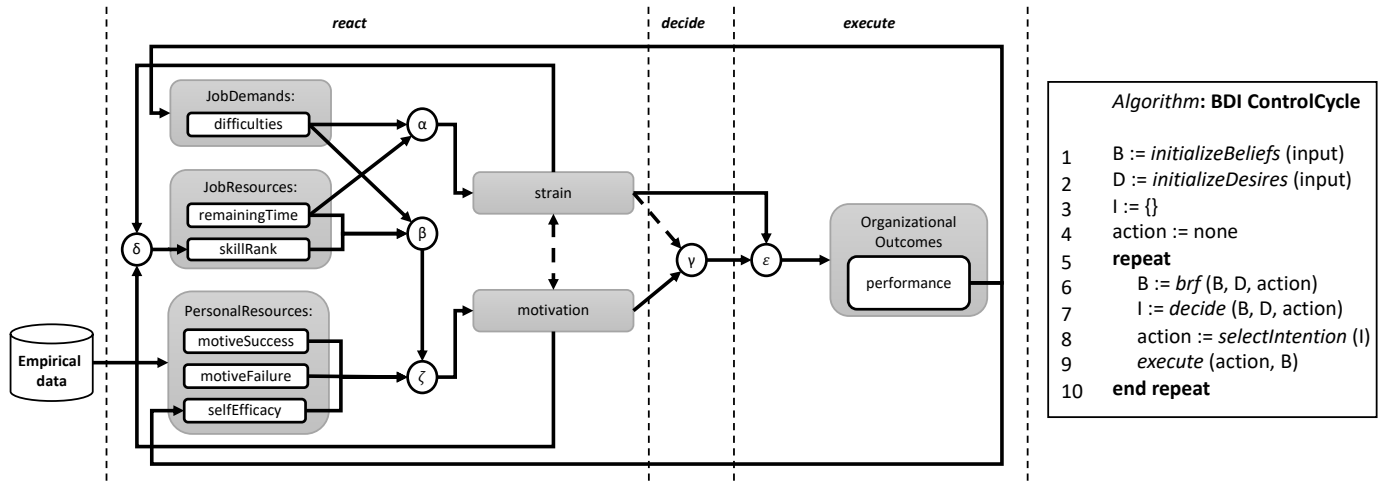 react
decide
execute
JobDemands:
difficulties
α
JobResources:
remainingTime
skillRank
δ
β
strain
motivation
γ
ε
Organizational
Outcomes
performance
PersonalResources:
motiveSuccess
motiveFailure
selfEfficacy
ζ
Empirical
data
Algorithm: BDI ControlCycle
1 B := initializeBeliefs (input)
2 D := initializeDesires (input)
3 I := {}
4 action := none
5 repeat
6 B := brf (B, D, action)
7 I := decide (B, D, action)
8 action := selectIntention (I)
9 execute (action, B)
10 end repeat